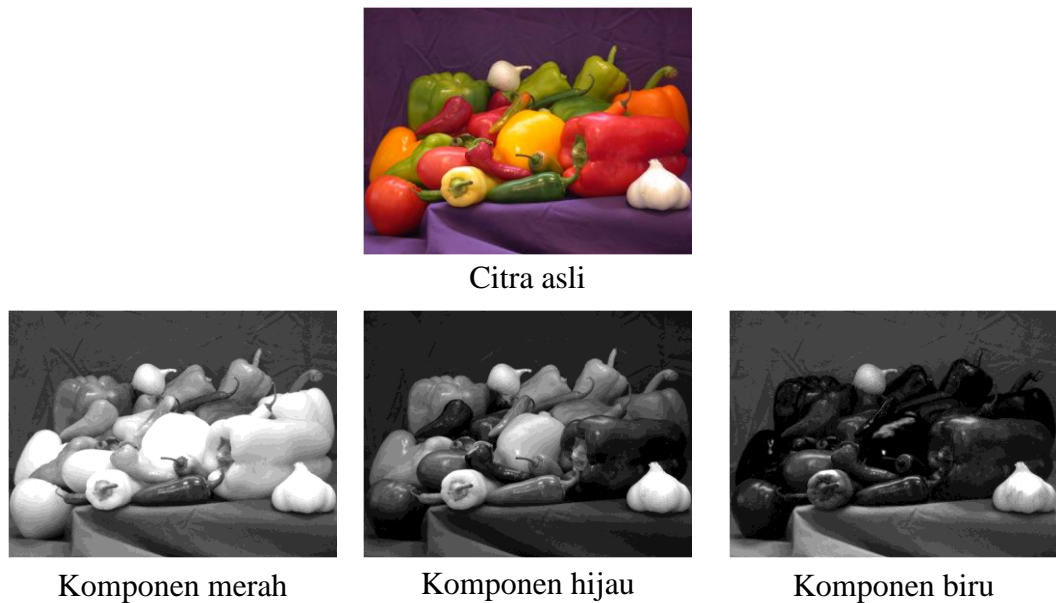 Citra asli
Komponen merah
Komponen hijau
Komponen biru